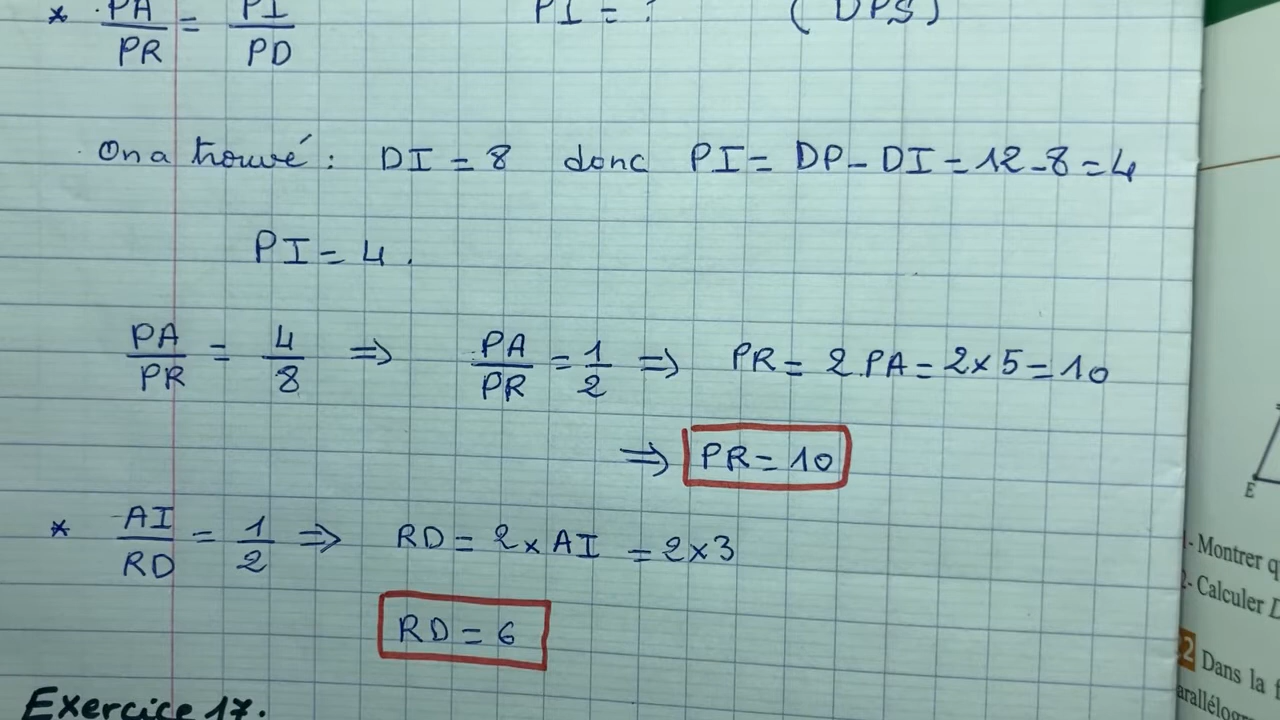 * PA/PR = PI/PD PI = ? (DPS)
On a trouvé : DI = 8 donc PI = DP - DI = 12 - 8 = 4
PI = 4.
PA/PR = 4/8 ⇒ PA/PR = 1/2 ⇒ PR = 2.PA = 2 × 5 = 10
⇒ PR = 10
* AI/RD = 1/2 ⇒ RD = 2 × AI = 2 × 3
RD = 6
Exercice 17.
E
- Montrer q
2- Calculer D
2 Dans la f